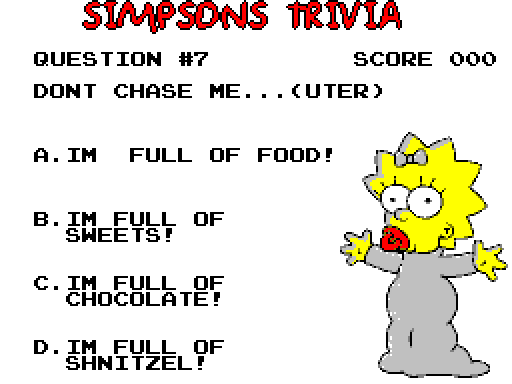 SIMPSONS TRIVIA
QUESTION #7 SCORE 000
DONT CHASE ME...(UTER)
A.IM FULL OF FOOD!
B.IM FULL OF
SWEETS!
C.IM FULL OF
CHOCOLATE!
D.IM FULL OF
SHNITZEL!